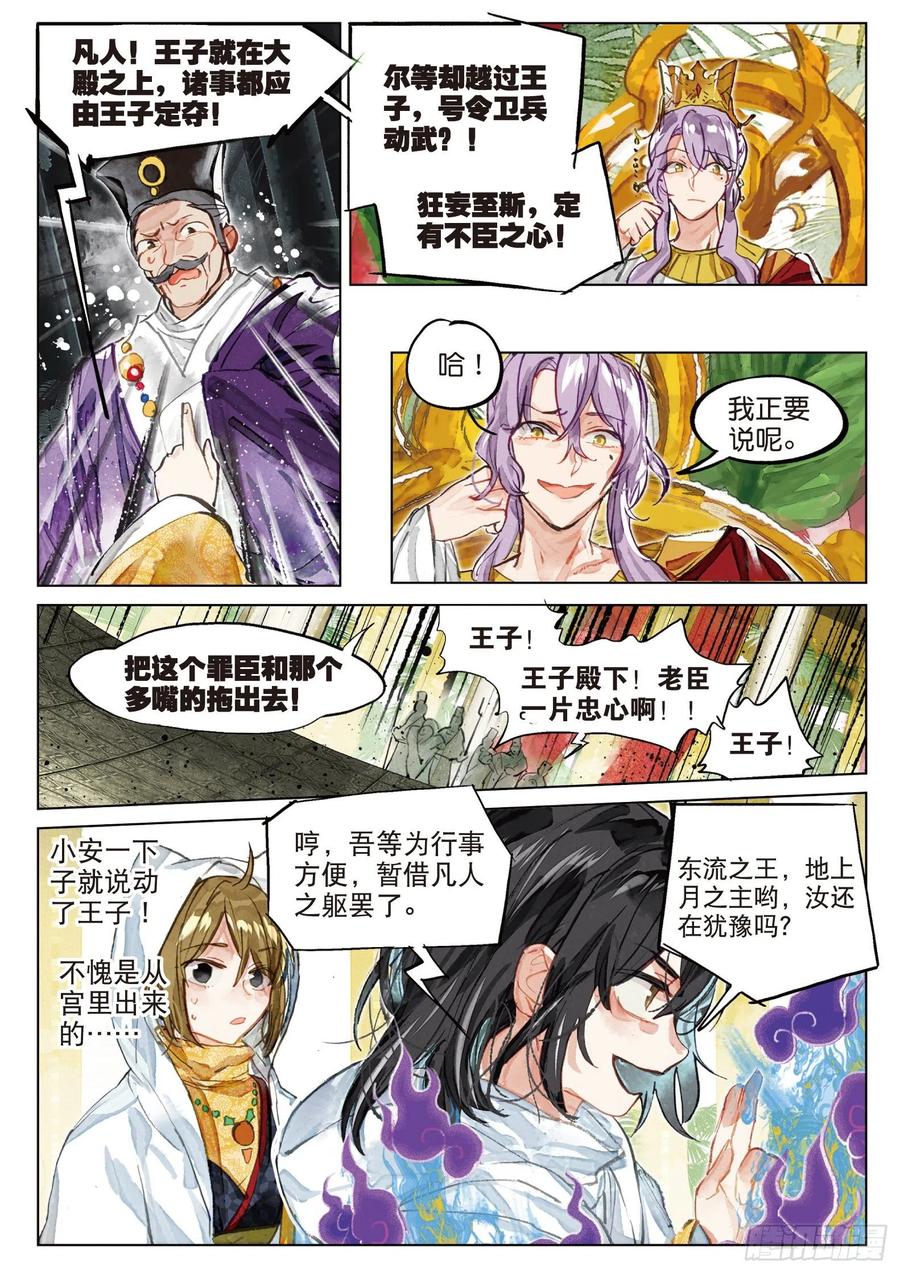 凡人！王子就在大
殿之上，诸事都应
由王子定夺！
尔等却越过王
子，号令卫兵
动武？！
狂妄至斯，定
有不臣之心！
哈！
我正要
说呢。
把这个罪臣和那个
多嘴的拖出去！
王子！
王子殿下！老臣
一片忠心啊！！
王子！
小安一下
子就说动
了王子！
不愧是从
宫里出来
的……
哼，吾等为行事
方便，暂借凡人
之躯罢了。
东流之王，地上
月之主哟，汝还
在犹豫吗？
腾讯动漫